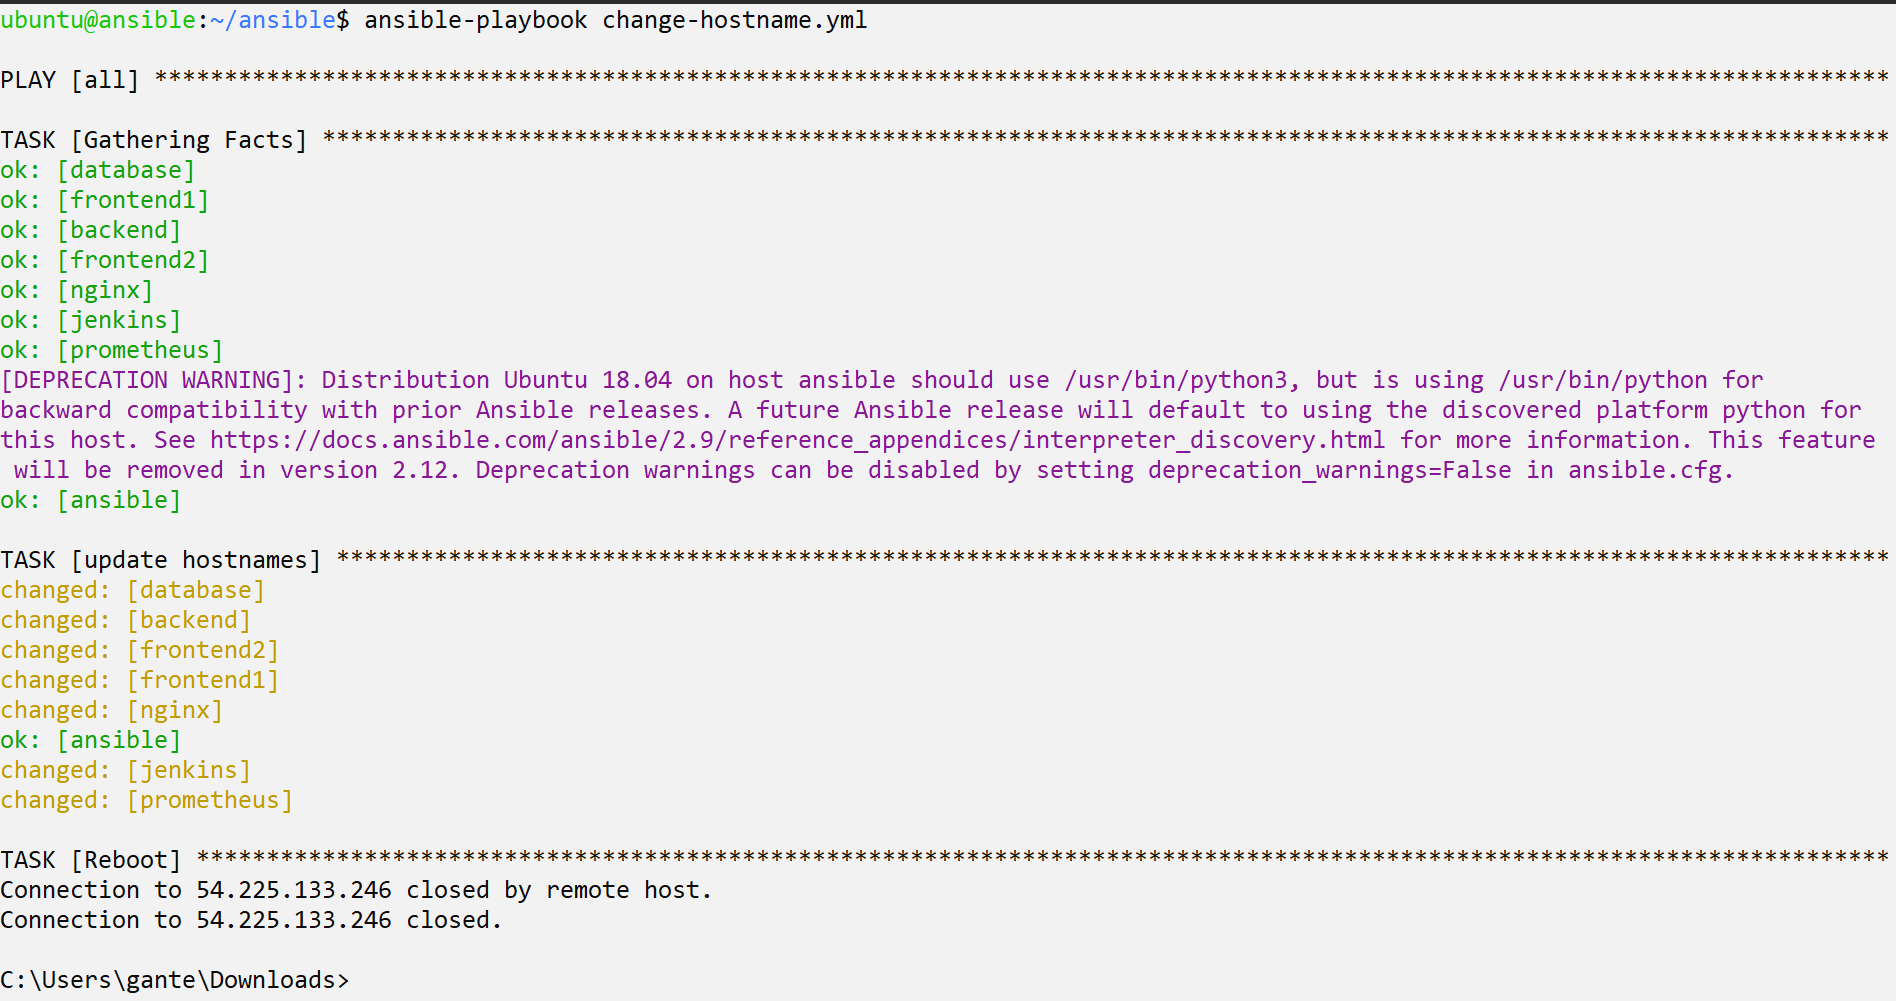 ubuntu@ansible:~/ansible$ ansible-playbook change-hostname.yml
PLAY [all] ****************************************************************************************************************************
TASK [Gathering Facts] ****************************************************************************************************************
ok: [database]
ok: [frontend1]
ok: [backend]
ok: [frontend2]
ok: [nginx]
ok: [jenkins]
ok: [prometheus]
[DEPRECATION WARNING]: Distribution Ubuntu 18.04 on host ansible should use /usr/bin/python3, but is using /usr/bin/python for
backward compatibility with prior Ansible releases. A future Ansible release will default to using the discovered platform python for
this host. See https://docs.ansible.com/ansible/2.9/reference_appendices/interpreter_discovery.html for more information. This feature
will be removed in version 2.12. Deprecation warnings can be disabled by setting deprecation_warnings=False in ansible.cfg.
ok: [ansible]
TASK [update hostnames] ***************************************************************************************************************
changed: [database]
changed: [backend]
changed: [frontend2]
changed: [frontend1]
changed: [nginx]
ok: [ansible]
changed: [jenkins]
changed: [prometheus]
TASK [Reboot] *************************************************************************************************************************
Connection to 54.225.133.246 closed by remote host.
Connection to 54.225.133.246 closed.
C:\Users\gante\Downloads>